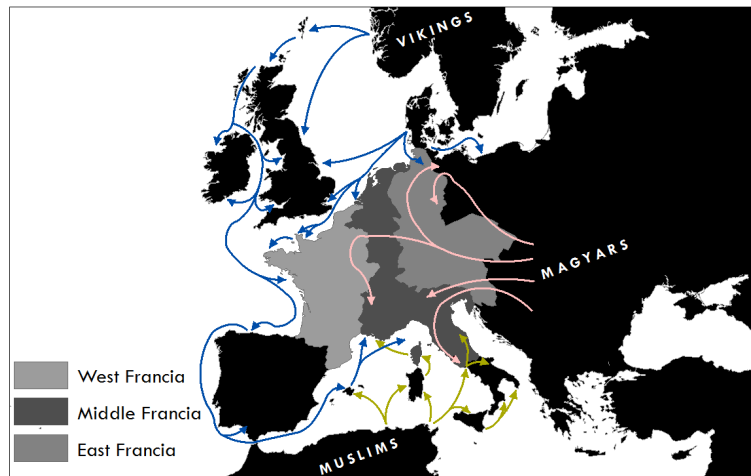 VIKINGS
MAGYARS
West Francia
Middle Francia
East Francia
MUSLIMS